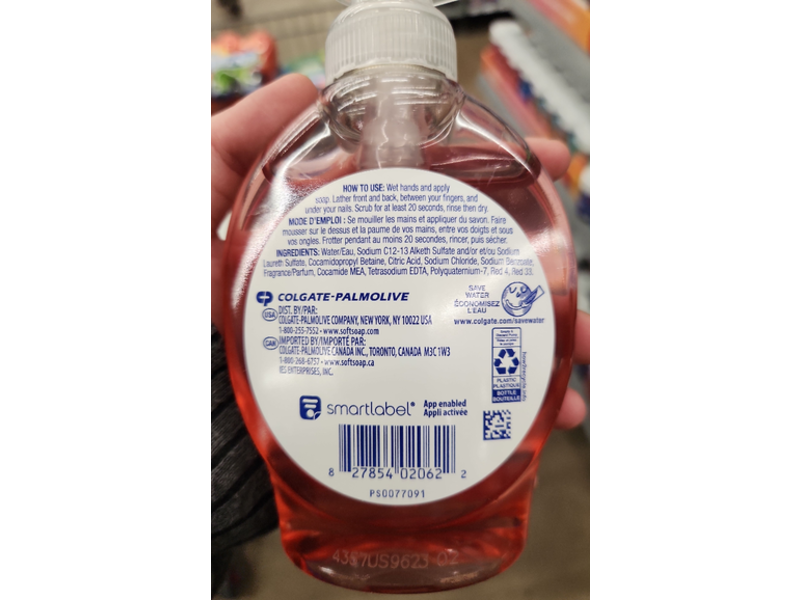 HOW TO USE: Wet hands and apply
soap. Lather front and back, between your fingers, and
under your nails. Scrub for at least 20 seconds, rinse then dry.
MODE D'EMPLOI : Se mouiller les mains et appliquer du savon. Faire
mousser sur le dessus et la paume de vos mains, entre vos doigts et sous
vos ongles. Frotter pendant au moins 20 secondes, rincer, puis sécher.
INGREDIENTS: Water/Eau, Sodium C12-13 Alketh Sulfate and/or et/ou Sodium
Laureth Sulfate, Cocamidopropyl Betaine, Citric Acid, Sodium Chloride, Sodium Benzoate,
Fragrance/Parfum, Cocamide MEA, Tetrasodium EDTA, Polyquaternium-7, Red 4, Red 33.
COLGATE-PALMOLIVE
USA DIST. BY/PAR:
COLGATE-PALMOLIVE COMPANY, NEW YORK, NY 10022 USA
1-800-255-7552 • www.softsoap.com
CAN IMPORTED BY/IMPORTÉ PAR:
COLGATE-PALMOLIVE CANADA INC., TORONTO, CANADA M3C 1W3
1-800-268-6757 • www.softsoap.ca
IES ENTERPRISES, INC.
SAVE
WATER
ÉCONOMISEZ
L'EAU
www.colgate.com/savewater
PLASTIC
PLASTIQUE
BOTTLE
BOUTEILLE
how2recycle.info
smartlabel®
App enabled
Appli activée
8 27854 02062 2
PS0077091
4357US9623 02